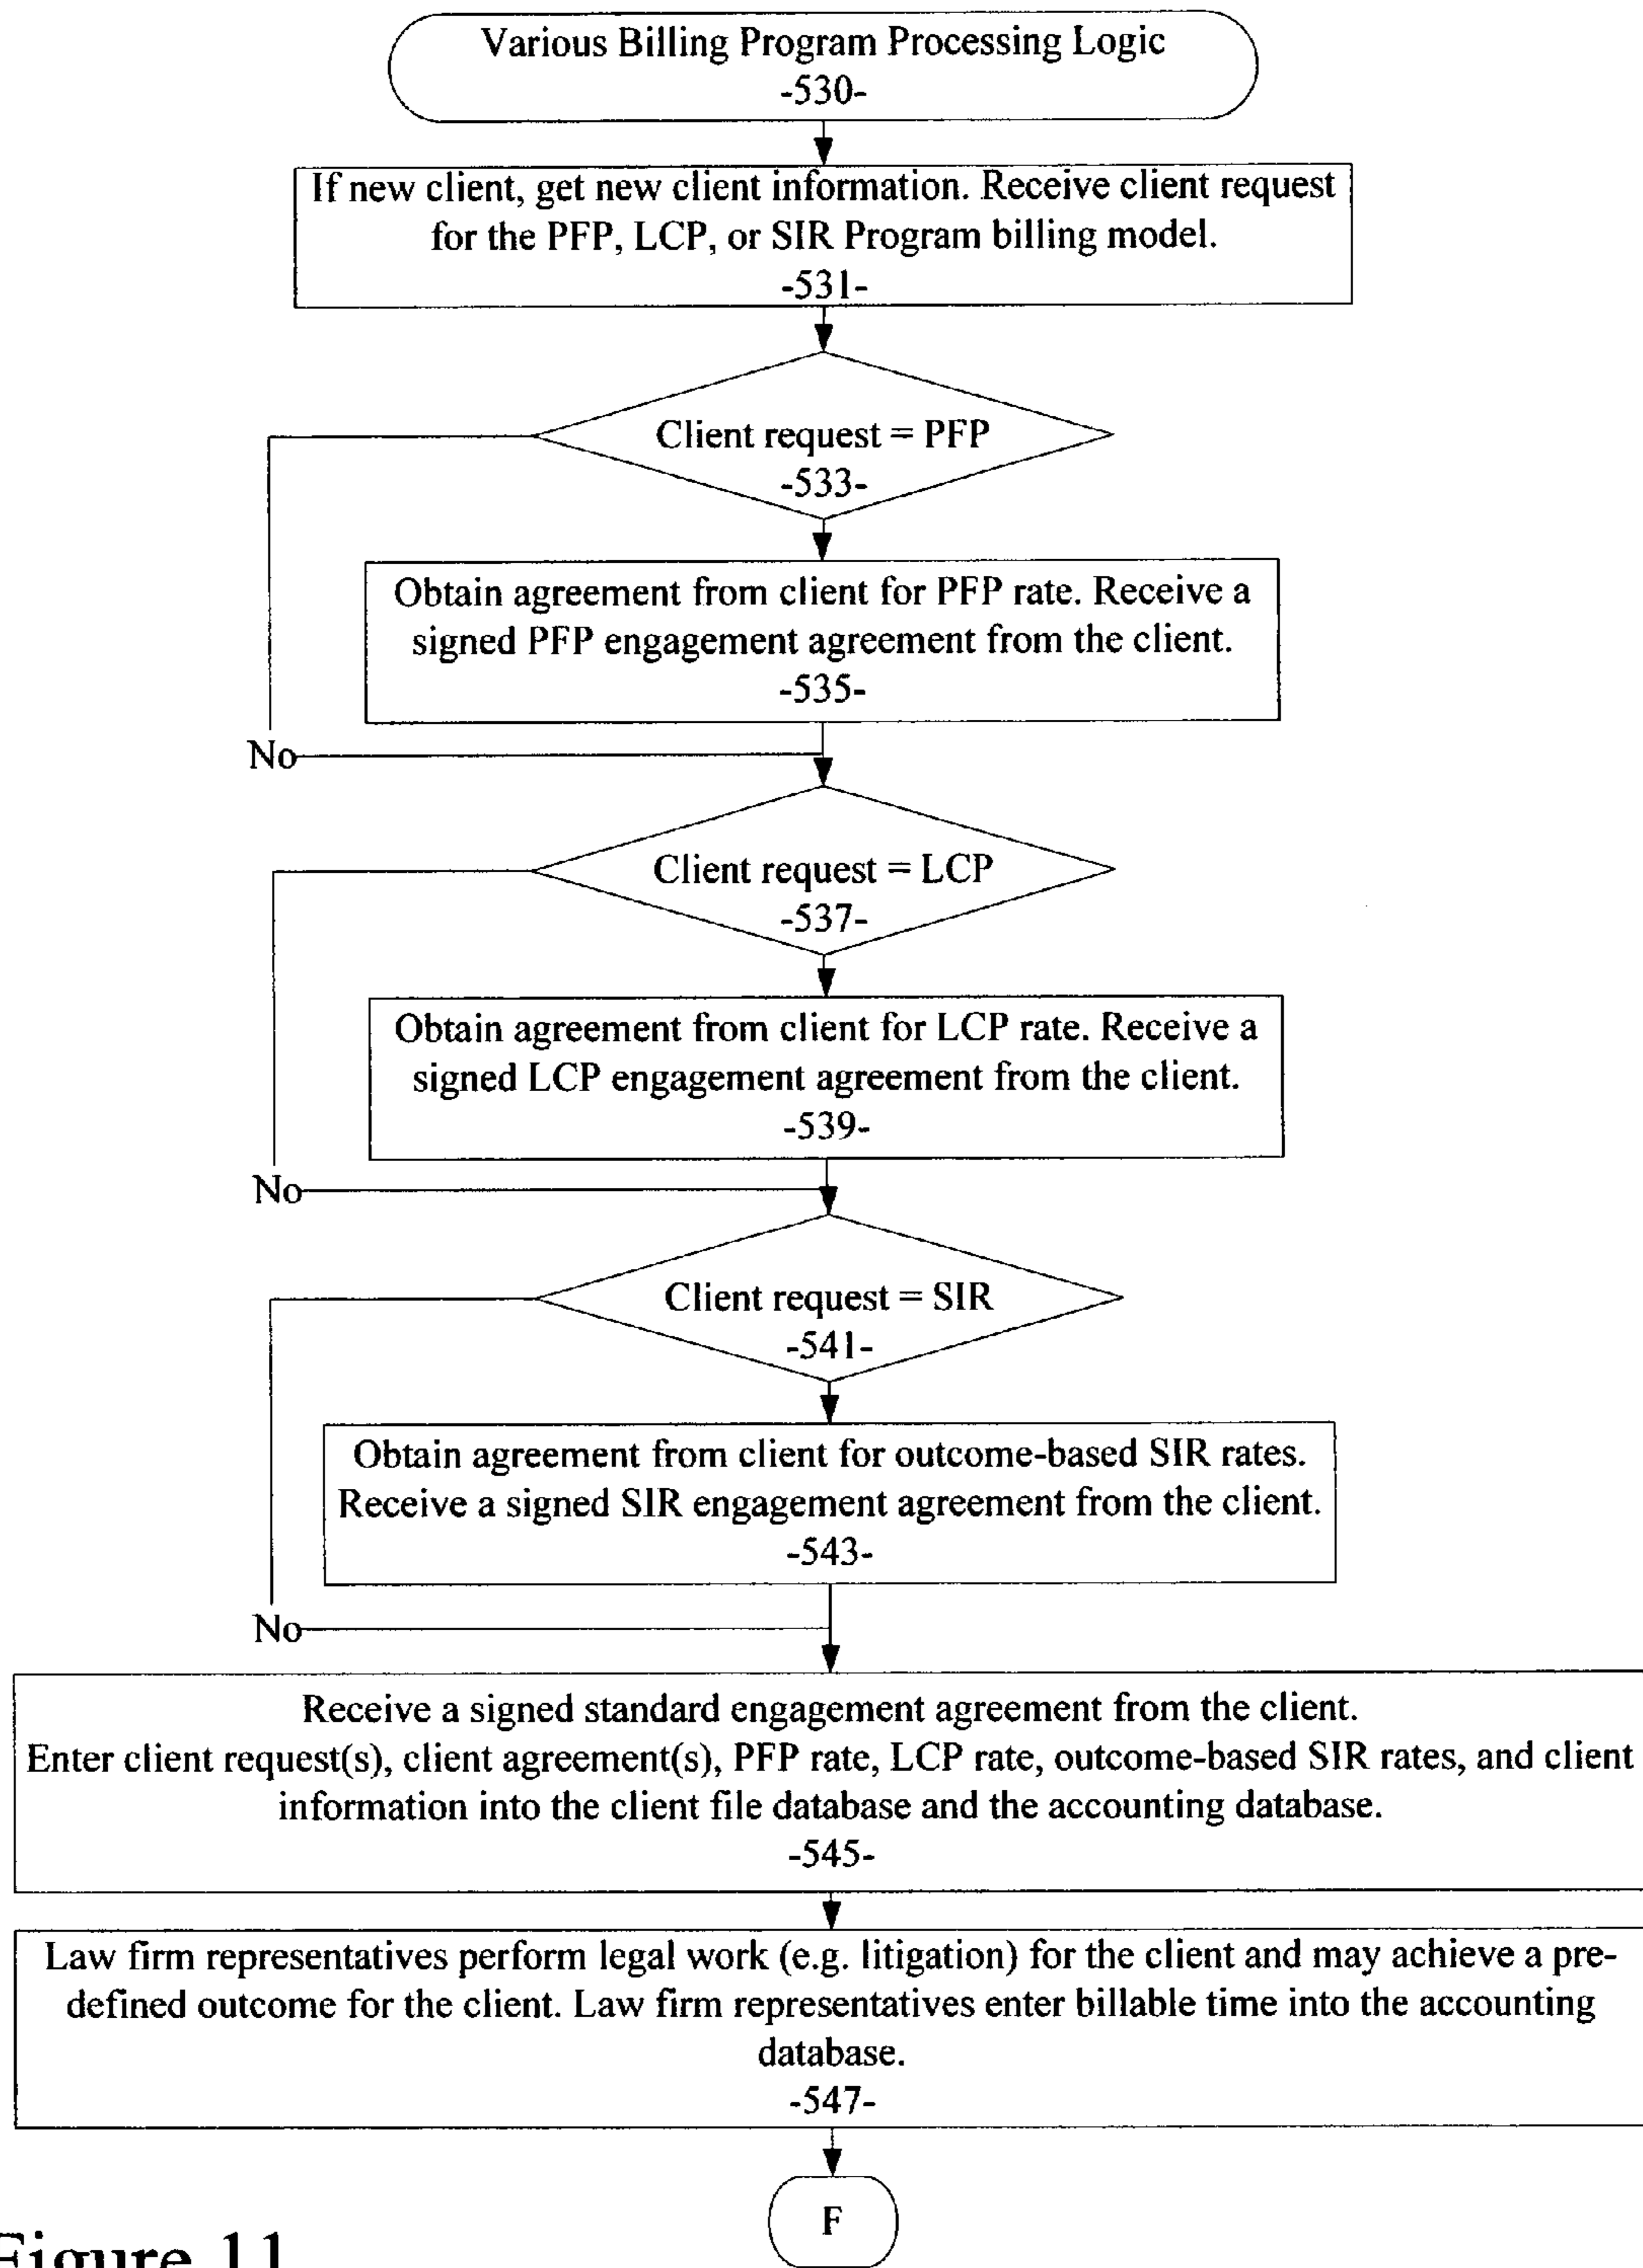 Various Billing Program Processing Logic
-530-
If new client, get new client information. Receive client request
for the PFP, LCP, or SIR Program billing model.
-531-
Client request = PFP
-533-
Obtain agreement from client for PFP rate. Receive a
signed PFP engagement agreement from the client.
-535-
No
Client request = LCP
-537-
Obtain agreement from client for LCP rate. Receive a
signed LCP engagement agreement from the client.
-539-
No
Client request = SIR
-541-
Obtain agreement from client for outcome-based SIR rates.
Receive a signed SIR engagement agreement from the client.
-543-
No
Receive a signed standard engagement agreement from the client.
Enter client request(s), client agreement(s), PFP rate, LCP rate, outcome-based SIR rates, and client
information into the client file database and the accounting database.
-545-
Law firm representatives perform legal work (e.g. litigation) for the client and may achieve a pre-
defined outcome for the client. Law firm representatives enter billable time into the accounting
database.
-547-
F
Figure 11